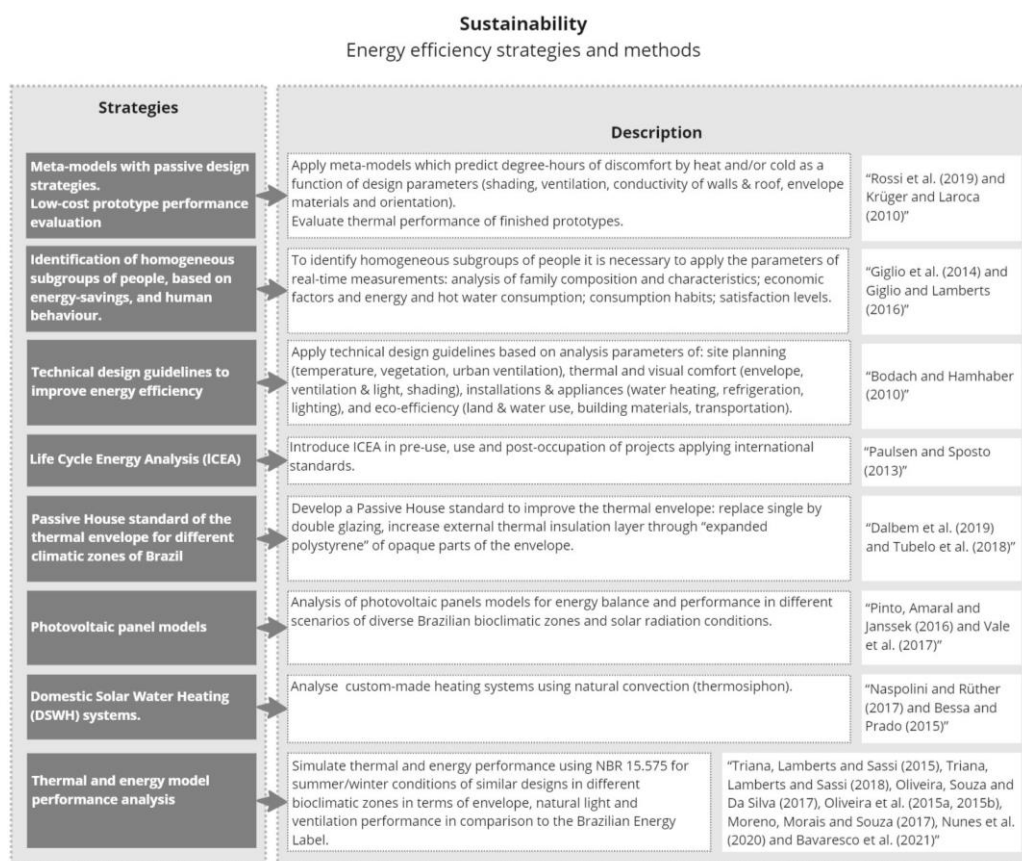 Sustainability
Energy efficiency strategies and methods
Strategies
Description
Meta-models with passive design
strategies.
Low-cost prototype performance
evaluation
Apply meta-models which predict degree-hours of discomfort by heat and/or cold as a
function of design parameters (shading, ventilation, conductivity of walls & roof, envelope
materials and orientation).
Evaluate thermal performance of finished prototypes.
“Rossi et al. (2019) and
Krüger and Laroca
(2010)”
Identification of homogeneous
subgroups of people, based on
energy-savings, and human
behaviour.
To identify homogeneous subgroups of people it is necessary to apply the parameters of
real-time measurements: analysis of family composition and characteristics; economic
factors and energy and hot water consumption; consumption habits; satisfaction levels.
“Giglio et al. (2014) and
Giglio and Lamberts
(2016)”
Technical design guidelines to
improve energy efficiency
Apply technical design guidelines based on analysis parameters of: site planning
(temperature, vegetation, urban ventilation), thermal and visual comfort (envelope,
ventilation & light, shading), installations & appliances (water heating, refrigeration,
lighting), and eco-efficiency (land & water use, building materials, transportation).
“Bodach and Hamhaber
(2010)”
Life Cycle Energy Analysis (lCEA)
Introduce lCEA in pre-use, use and post-occupation of projects applying international
standards.
“Paulsen and Sposto
(2013)”
Passive House standard of the
thermal envelope for different
climatic zones of Brazil
Develop a Passive House standard to improve the thermal envelope: replace single by
double glazing, increase external thermal insulation layer through “expanded
polystyrene” of opaque parts of the envelope.
“Dalbem et al. (2019)
and Tubelo et al. (2018)”
Photovoltaic panel models
Analysis of photovoltaic panels models for energy balance and performance in different
scenarios of diverse Brazilian bioclimatic zones and solar radiation conditions.
“Pinto, Amaral and
Janssek (2016) and Vale
et al. (2017)”
Domestic Solar Water Heating
(DSWH) systems.
Analyse custom-made heating systems using natural convection (thermosiphon).
“Naspolini and Rüther
(2017) and Bessa and
Prado (2015)”
Thermal and energy model
performance analysis
Simulate thermal and energy performance using NBR 15.575 for
summer/winter conditions of similar designs in different
bioclimatic zones in terms of envelope, natural light and
ventilation performance in comparison to the Brazilian Energy
Label.
“Triana, Lamberts and Sassi (2015), Triana,
Lamberts and Sassi (2018), Oliveira, Souza and
Da Silva (2017), Oliveira et al. (2015a, 2015b),
Moreno, Morais and Souza (2017), Nunes et al.
(2020) and Bavaresco et al. (2021)”